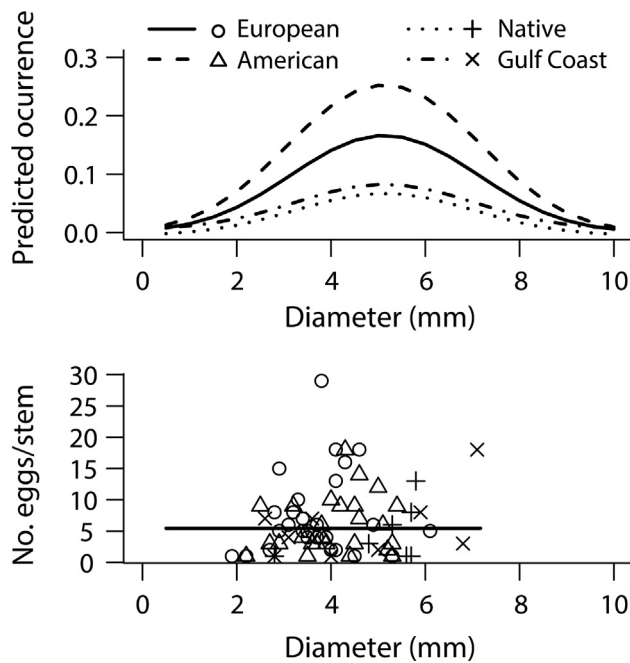 European Native
American Gulf Coast
Predicted ocurrence
0.3
0.2
0.1
0.0
0 2 4 6 8 10
Diameter (mm)
No. eggs/stem
30
25
20
15
10
5
0
0 2 4 6 8 10
Diameter (mm)